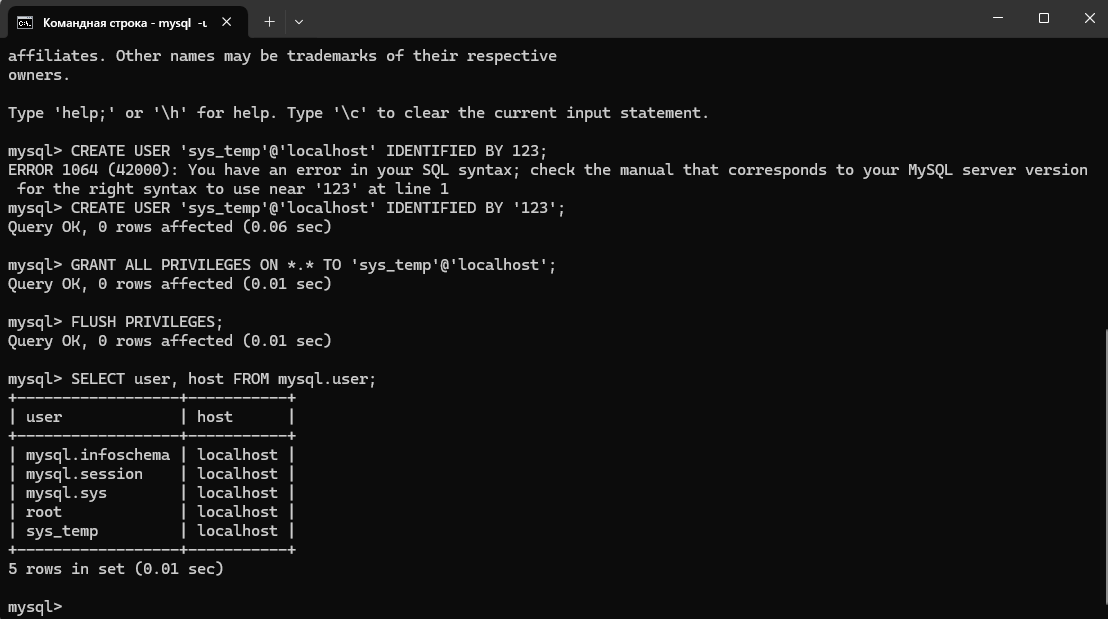 Командная строка - mysql -u
affiliates. Other names may be trademarks of their respective
owners.
Type 'help;' or '\h' for help. Type '\c' to clear the current input statement.
mysql> CREATE USER 'sys_temp'@'localhost' IDENTIFIED BY 123;
ERROR 1064 (42000): You have an error in your SQL syntax; check the manual that corresponds to your MySQL server version
 for the right syntax to use near '123' at line 1
mysql> CREATE USER 'sys_temp'@'localhost' IDENTIFIED BY '123';
Query OK, 0 rows affected (0.06 sec)
mysql> GRANT ALL PRIVILEGES ON *.* TO 'sys_temp'@'localhost';
Query OK, 0 rows affected (0.01 sec)
mysql> FLUSH PRIVILEGES;
Query OK, 0 rows affected (0.01 sec)
mysql> SELECT user, host FROM mysql.user;
+------------------+-----------+
| user             | host      |
+------------------+-----------+
| mysql.infoschema | localhost |
| mysql.session    | localhost |
| mysql.sys        | localhost |
| root             | localhost |
| sys_temp         | localhost |
+------------------+-----------+
5 rows in set (0.01 sec)
mysql>